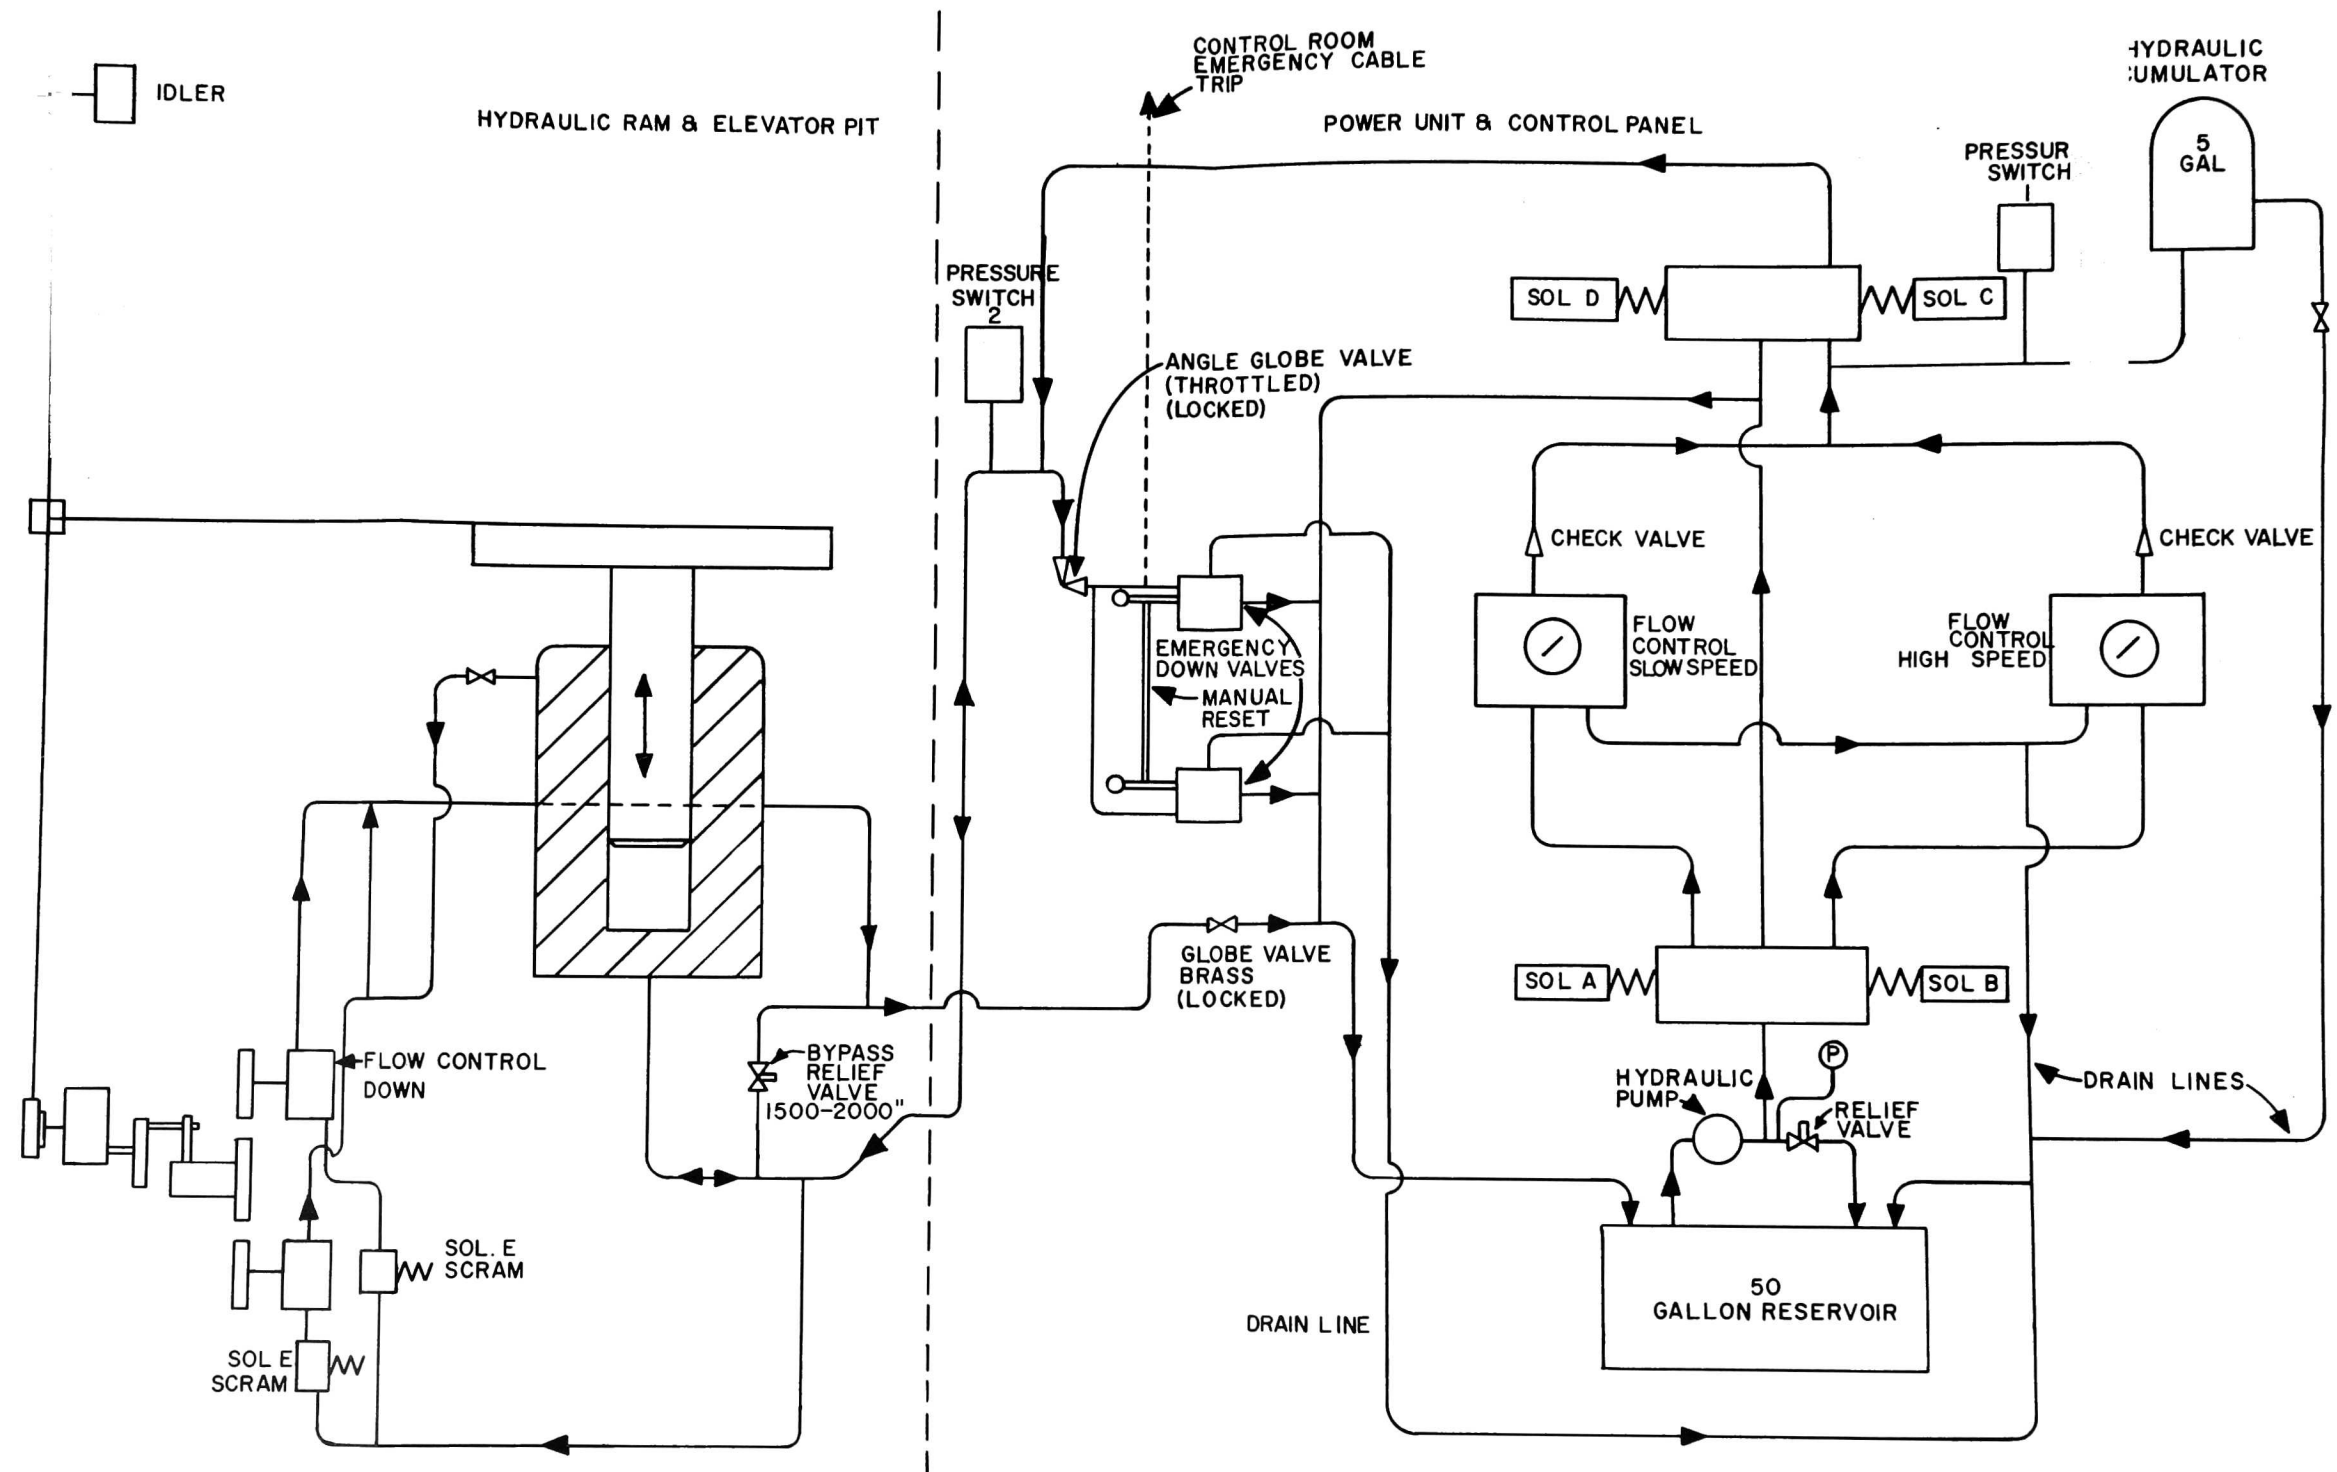 IDLER
HYDRAULIC RAM & ELEVATOR PIT
CONTROL ROOM
EMERGENCY CABLE
TRIP
POWER UNIT & CONTROL PANEL
HYDRAULIC
CUMULATOR
5
GAL
PRESSUR
SWITCH
PRESSURE
SWITCH
2
SOL D
SOL C
ANGLE GLOBE VALVE
(THROTTLED)
(LOCKED)
CHECK VALVE
CHECK VALVE
EMERGENCY
DOWN VALVES
MANUAL
RESET
FLOW
CONTROL
SLOW SPEED
FLOW
CONTROL
HIGH SPEED
GLOBE VALVE
BRASS
(LOCKED)
SOL A
SOL B
FLOW CONTROL
DOWN
BYPASS
RELIEF
VALVE
1500-2000"
HYDRAULIC
PUMP
P
RELIEF
VALVE
DRAIN LINES
SOL. E
SCRAM
SOL E
SCRAM
DRAIN LINE
50
GALLON RESERVOIR